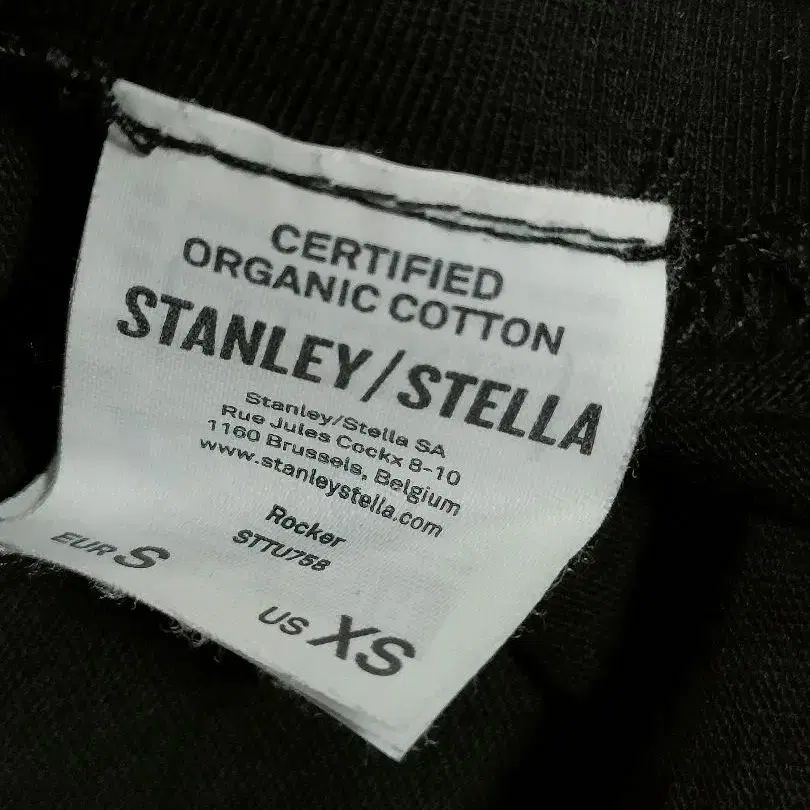 CERTIFIED
ORGANIC COTTON
STANLEY/STELLA
Stanley/Stella SA
Rue Jules Cockx 8-10
1160 Brussels, Belgium
www.stanleystella.com
Rocker
STTU758
EUR S
US XS